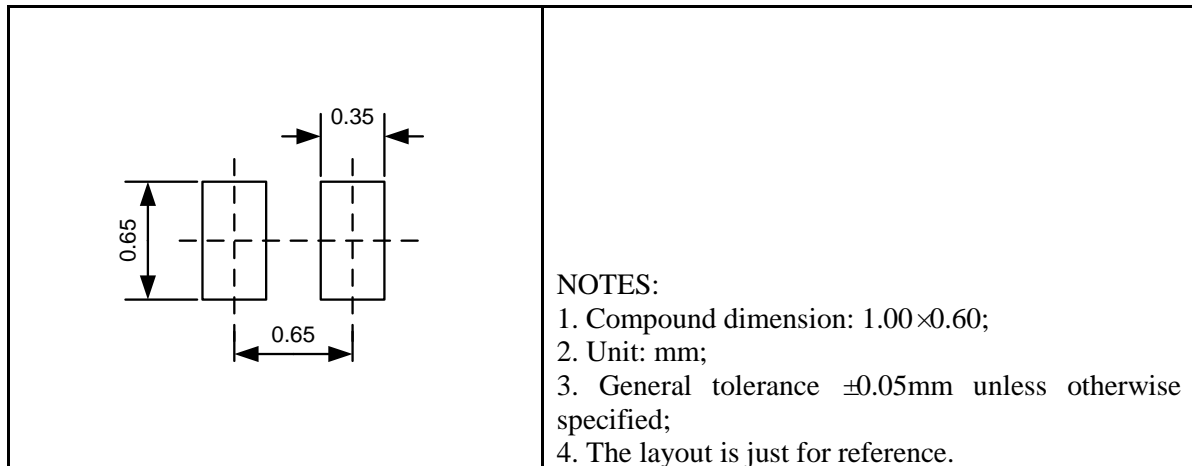 0.35
0.65
0.65
NOTES:
1. Compound dimension: 1.00×0.60;
2. Unit: mm;
3. General tolerance ±0.05mm unless otherwise
specified;
4. The layout is just for reference.